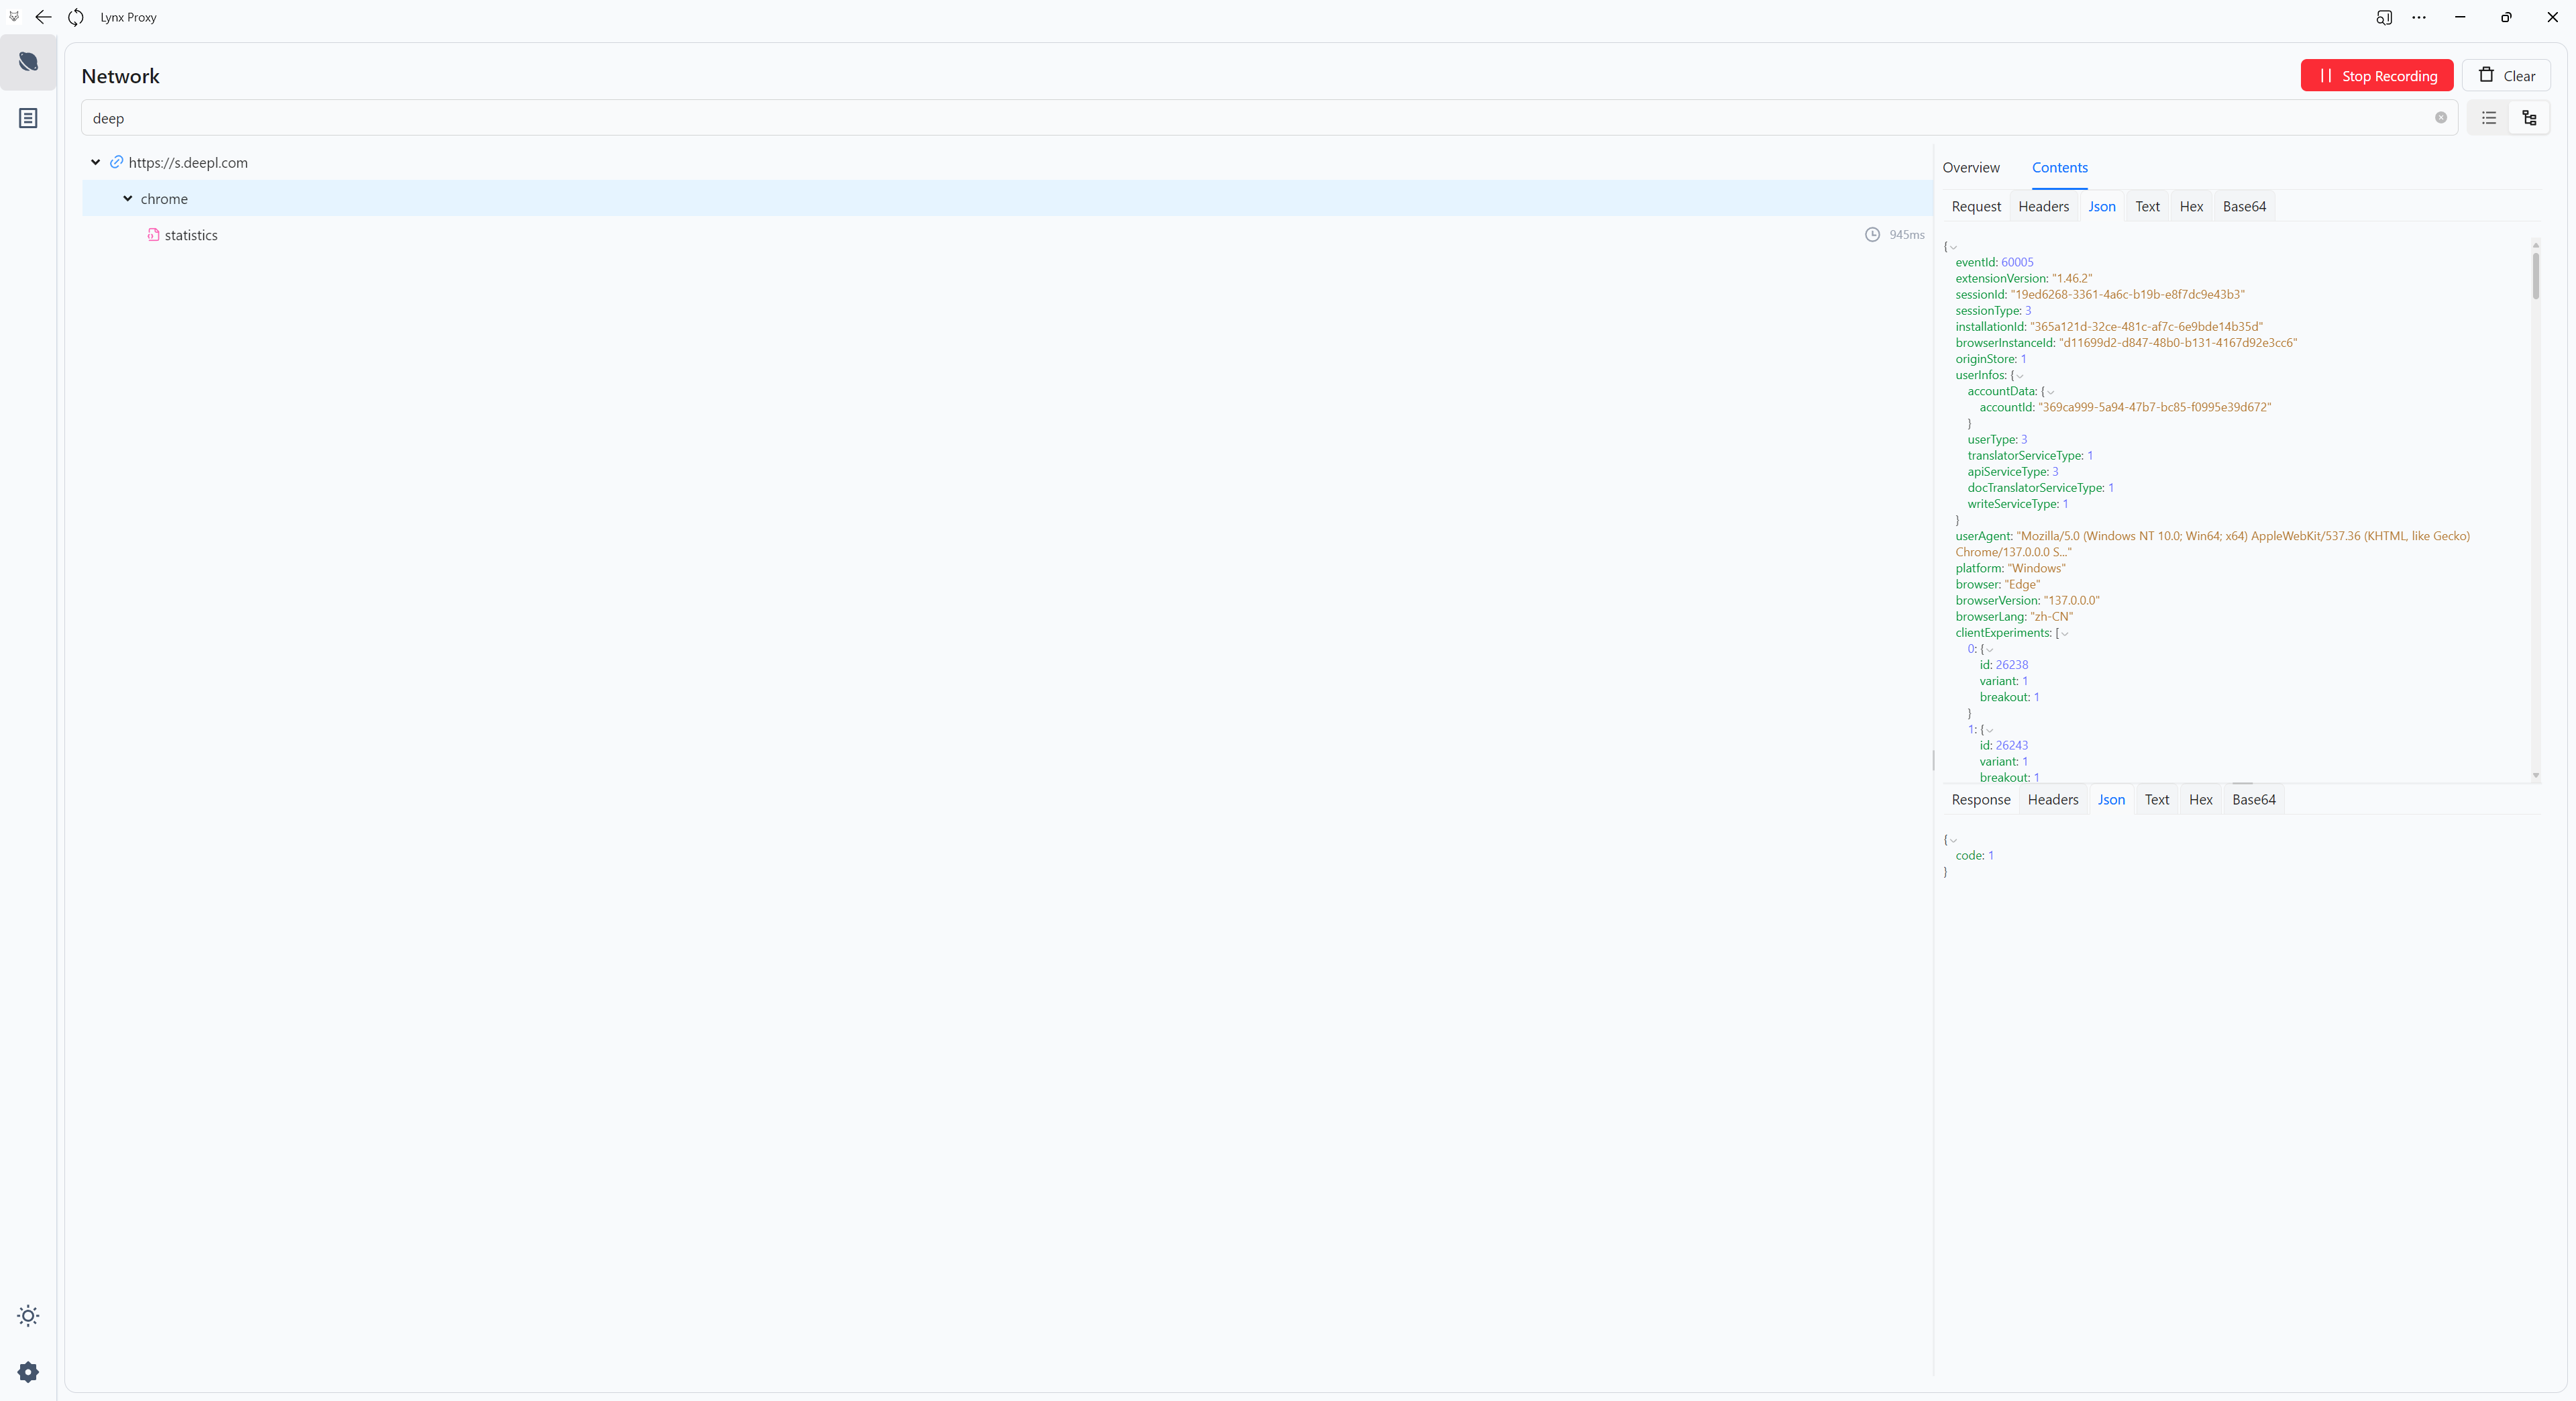 Lynx Proxy
Network
Stop Recording
Clear
deep
https://s.deepl.com
chrome
statistics
945ms
Overview Contents
Request Headers Json Text Hex Base64
{
eventId: 60005
extensionVersion: "1.46.2"
sessionId: "19ed6268-3361-4a6c-b19b-e8f7dc9e43b3"
sessionType: 3
installationId: "365a121d-32ce-481c-af7c-6e9bde14b35d"
browserInstanceId: "d11699d2-d847-48b0-b131-4167d92e3cc6"
originStore: 1
userInfos: {
accountData: {
accountId: "369ca999-5a94-47b7-bc85-f0995e39d672"
}
userType: 3
translatorServiceType: 1
apiServiceType: 3
docTranslatorServiceType: 1
writeServiceType: 1
}
userAgent: "Mozilla/5.0 (Windows NT 10.0; Win64; x64) AppleWebKit/537.36 (KHTML, like Gecko)
Chrome/137.0.0.0 S..."
platform: "Windows"
browser: "Edge"
browserVersion: "137.0.0.0"
browserLang: "zh-CN"
clientExperiments: [
0: {
id: 26238
variant: 1
breakout: 1
}
1: {
id: 26243
variant: 1
breakout: 1
Response Headers Json Text Hex Base64
{
code: 1
}